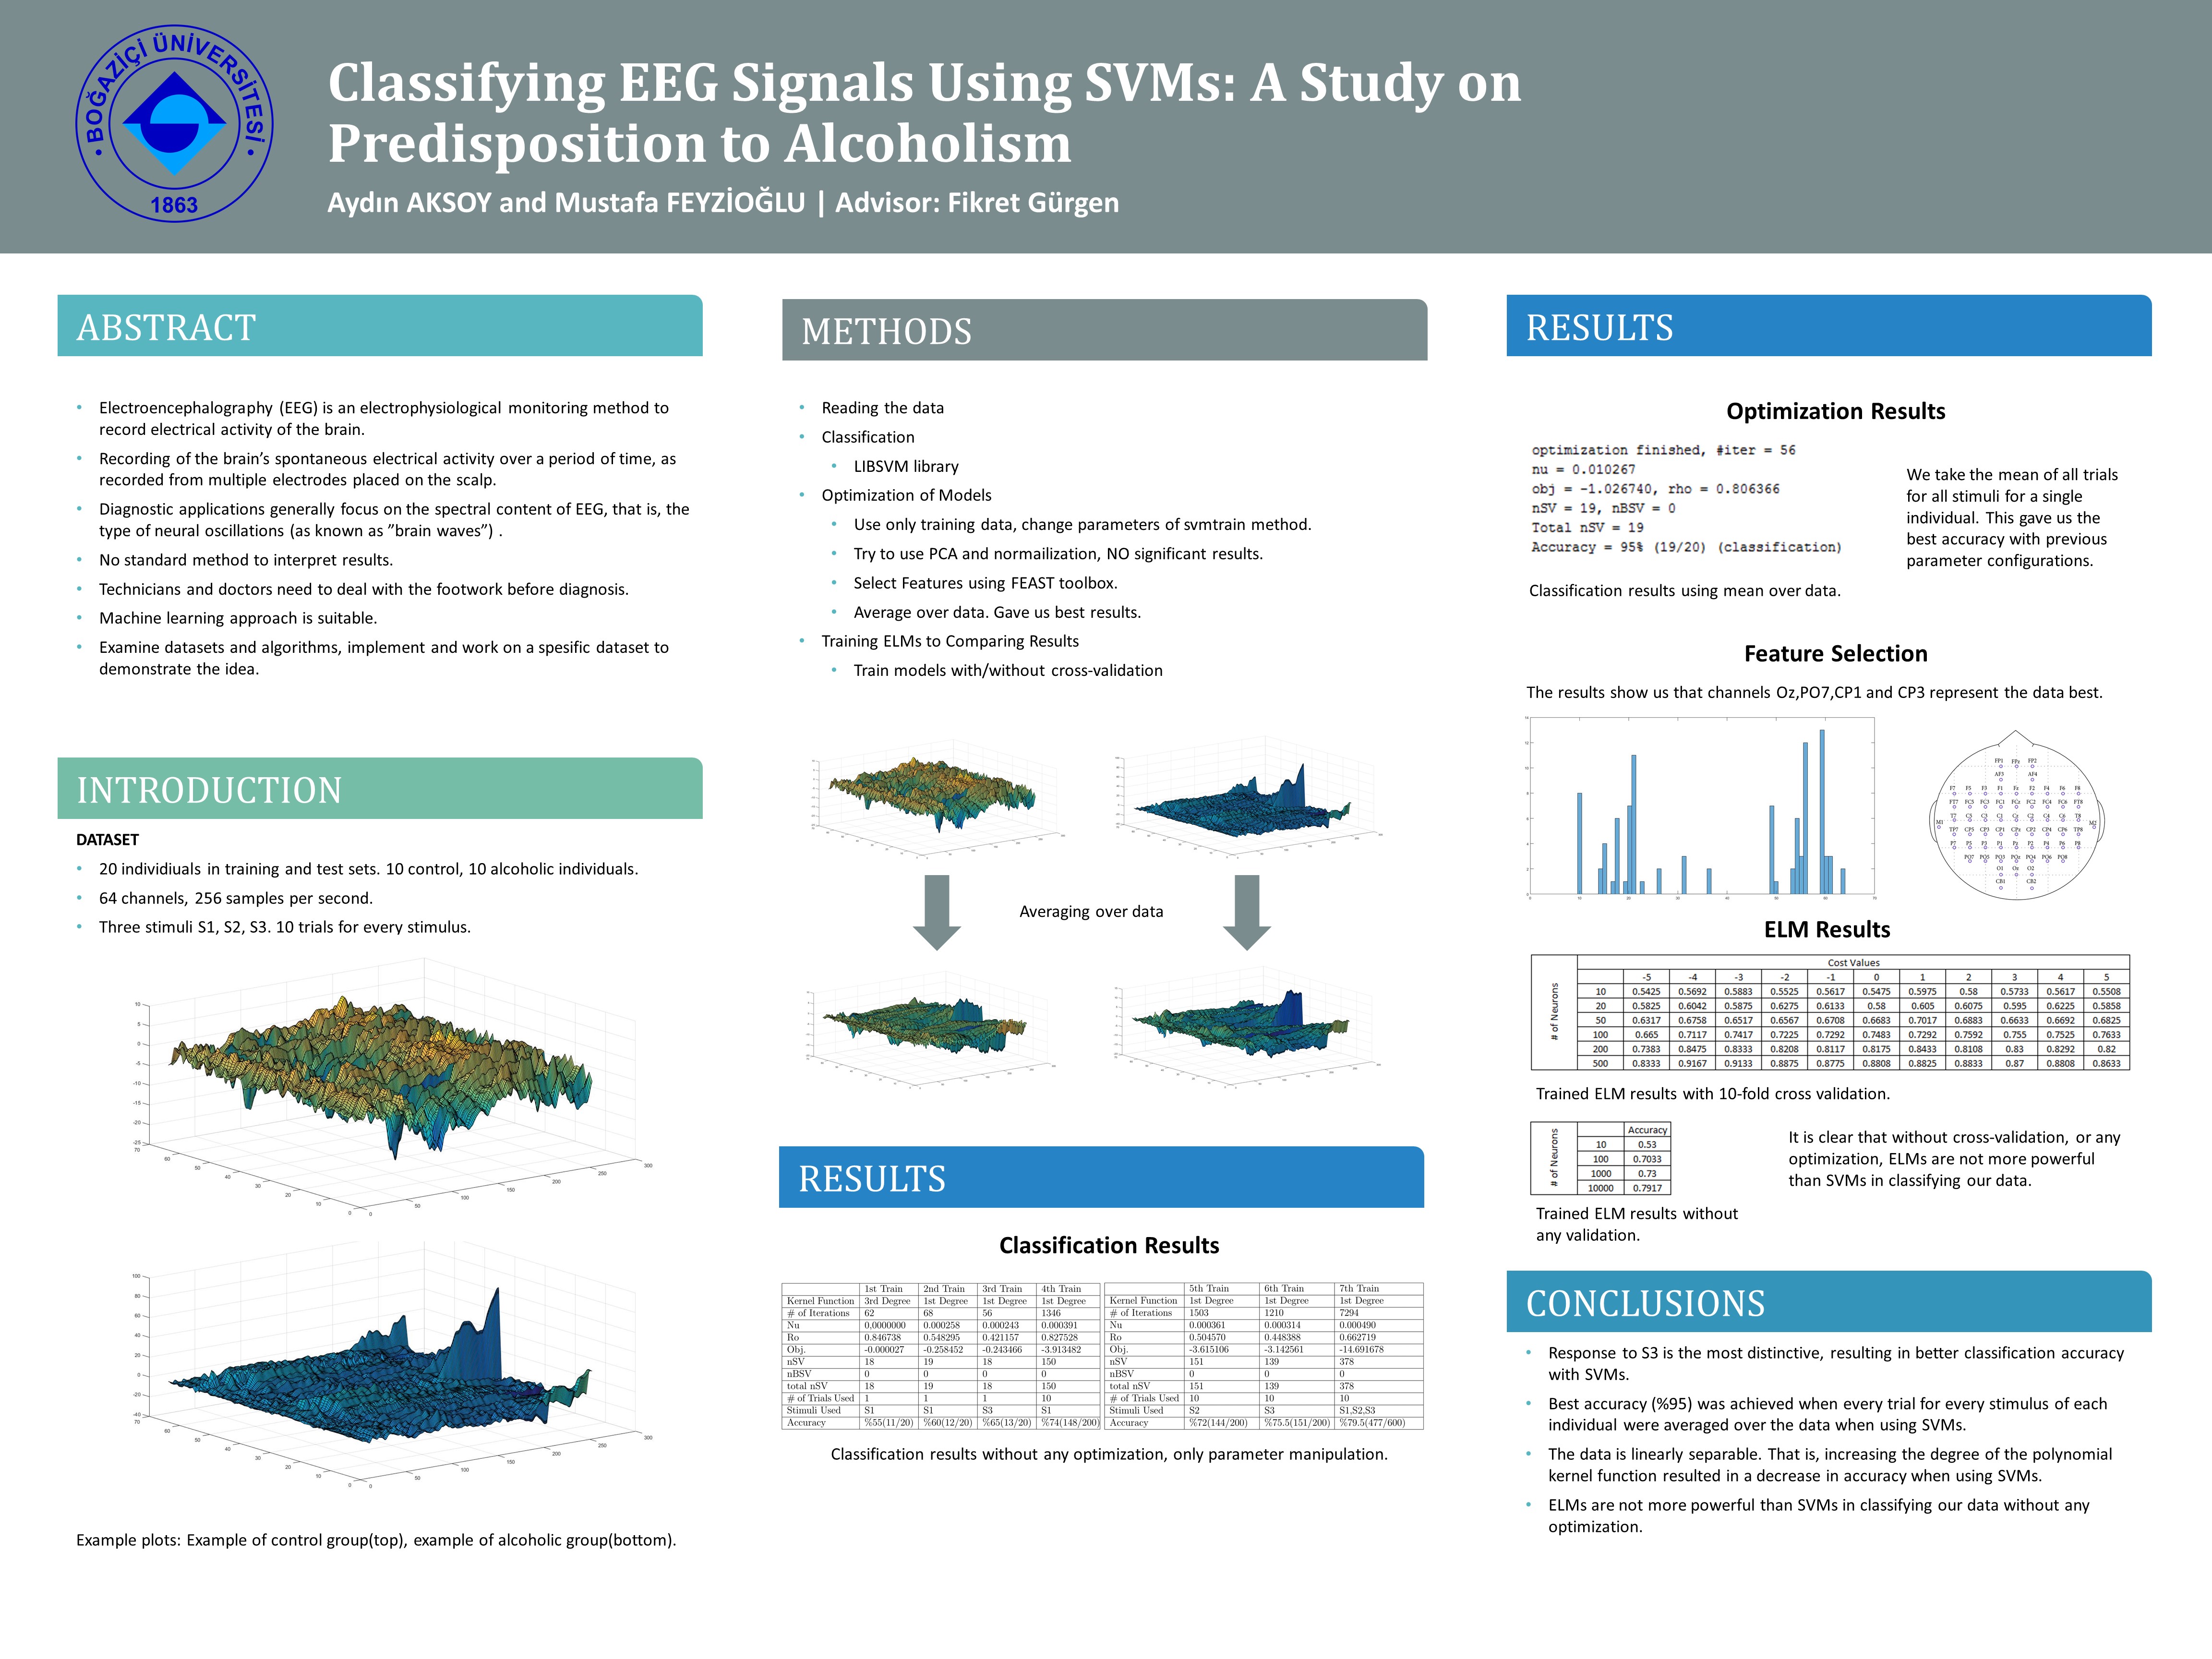 BOĞAZİÇİ ÜNİVERSİTESİ
1863
Classifying EEG Signals Using SVMs: A Study on
Predisposition to Alcoholism
Aydın AKSOY and Mustafa FEYZİOĞLU | Advisor: Fikret Gürgen
ABSTRACT
• Electroencephalography (EEG) is an electrophysiological monitoring method to
record electrical activity of the brain.
• Recording of the brain's spontaneous electrical activity over a period of time, as
recorded from multiple electrodes placed on the scalp.
• Diagnostic applications generally focus on the spectral content of EEG, that is, the
type of neural oscillations (as known as "brain waves") .
• No standard method to interpret results.
• Technicians and doctors need to deal with the footwork before diagnosis.
• Machine learning approach is suitable.
• Examine datasets and algorithms, implement and work on a spesific dataset to
demonstrate the idea.
INTRODUCTION
DATASET
• 20 individiuals in training and test sets. 10 control, 10 alcoholic individuals.
• 64 channels, 256 samples per second.
• Three stimuli S1, S2, S3. 10 trials for every stimulus.
Example plots: Example of control group(top), example of alcoholic group(bottom).
METHODS
• Reading the data
• Classification
• LIBSVM library
• Optimization of Models
• Use only training data, change parameters of svmtrain method.
• Try to use PCA and normailization, NO significant results.
• Select Features using FEAST toolbox.
• Average over data. Gave us best results.
• Training ELMs to Comparing Results
• Train models with/without cross-validation
Averaging over data
RESULTS
Classification Results
1st Train 2nd Train 3rd Train 4th Train
Kernel Function 3rd Degree 1st Degree 1st Degree 1st Degree
# of Iterations 62 68 56 1346
Nu 0,0000000 0.000258 0.000243 0.000391
Ro 0.846738 0.548295 0.421157 0.827528
Obj. -0.000027 -0.258452 -0.243466 -3.913482
nSV 18 19 18 150
nBSV 0 0 0 0
total nSV 18 19 18 150
# of Trials Used 1 1 1 10
Stimuli Used S1 S1 S3 S1
Accuracy %55(11/20) %60(12/20) %65(13/20) %74(148/200)
5th Train 6th Train 7th Train
Kernel Function 1st Degree 1st Degree 1st Degree
# of Iterations 1503 1210 7294
Nu 0.000361 0.000314 0.000490
Ro 0.504570 0.448388 0.662719
Obj. -3.615106 -3.142561 -14.691678
nSV 151 139 378
nBSV 0 0 0
total nSV 151 139 378
# of Trials Used 10 10 10
Stimuli Used S2 S3 S1,S2,S3
Accuracy %72(144/200) %75.5(151/200) %79.5(477/600)
Classification results without any optimization, only parameter manipulation.
RESULTS
Optimization Results
optimization finished, #iter = 56
nu = 0.010267
obj = -1.026740, rho = 0.806366
nSV = 19, nBSV = 0
Total nSV = 19
Accuracy = 95% (19/20) (classification)
Classification results using mean over data.
We take the mean of all trials
for all stimuli for a single
individual. This gave us the
best accuracy with previous
parameter configurations.
Feature Selection
The results show us that channels Oz,PO7,CP1 and CP3 represent the data best.
ELM Results
Cost Values
# of Neurons
-5 -4 -3 -2 -1 0 1 2 3 4 5
10 0.5425 0.5692 0.5883 0.5525 0.5617 0.5475 0.5975 0.58 0.5733 0.5617 0.5508
20 0.5825 0.6042 0.5875 0.6275 0.6133 0.58 0.605 0.6075 0.595 0.6225 0.5858
50 0.6317 0.6758 0.6517 0.6567 0.6708 0.6683 0.7017 0.6883 0.6633 0.6692 0.6825
100 0.665 0.7117 0.7417 0.7225 0.7292 0.7483 0.7292 0.7592 0.755 0.7525 0.7633
200 0.7383 0.8475 0.8333 0.8208 0.8117 0.8175 0.8433 0.8108 0.83 0.8292 0.82
500 0.8333 0.9167 0.9133 0.8875 0.8775 0.8808 0.8825 0.8833 0.87 0.8808 0.8633
Trained ELM results with 10-fold cross validation.
# of Neurons
Accuracy
10 0.53
100 0.7033
1000 0.73
10000 0.7917
Trained ELM results without
any validation.
It is clear that without cross-validation, or any
optimization, ELMs are not more powerful
than SVMs in classifying our data.
CONCLUSIONS
• Response to S3 is the most distinctive, resulting in better classification accuracy
with SVMs.
• Best accuracy (%95) was achieved when every trial for every stimulus of each
individual were averaged over the data when using SVMs.
• The data is linearly separable. That is, increasing the degree of the polynomial
kernel function resulted in a decrease in accuracy when using SVMs.
• ELMs are not more powerful than SVMs in classifying our data without any
optimization.